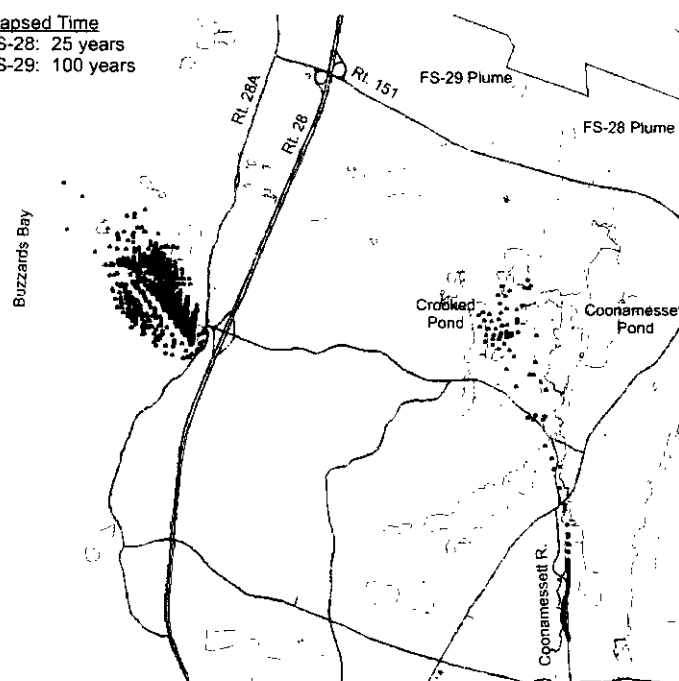 apsed Time
S-28: 25 years
S-29: 100 years
Rt. 28A
Rt. 28
Rt. 151
FS-29 Plume
FS-28 Plume
Buzzards Bay
Crooked
Pond
Coonamesset
Pond
Coonamessett R.